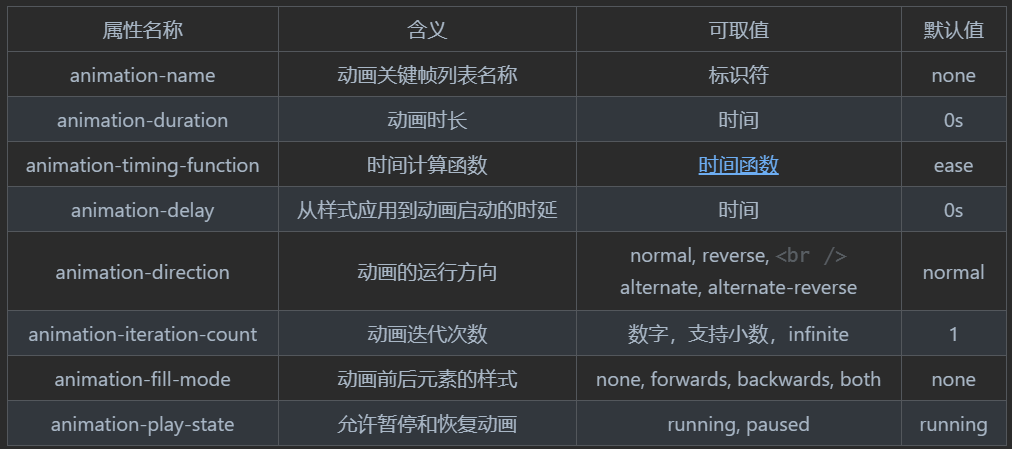 属性名称 含义 可取值 默认值
animation-name 动画关键帧列表名称 标识符 none
animation-duration 动画时长 时间 0s
animation-timing-function 时间计算函数 时间函数 ease
animation-delay 从样式应用到动画启动的时延 时间 0s
animation-direction 动画的运行方向 normal, reverse, <br />
alternate, alternate-reverse normal
animation-iteration-count 动画迭代次数 数字，支持小数，infinite 1
animation-fill-mode 动画前后元素的样式 none, forwards, backwards, both none
animation-play-state 允许暂停和恢复动画 running, paused running